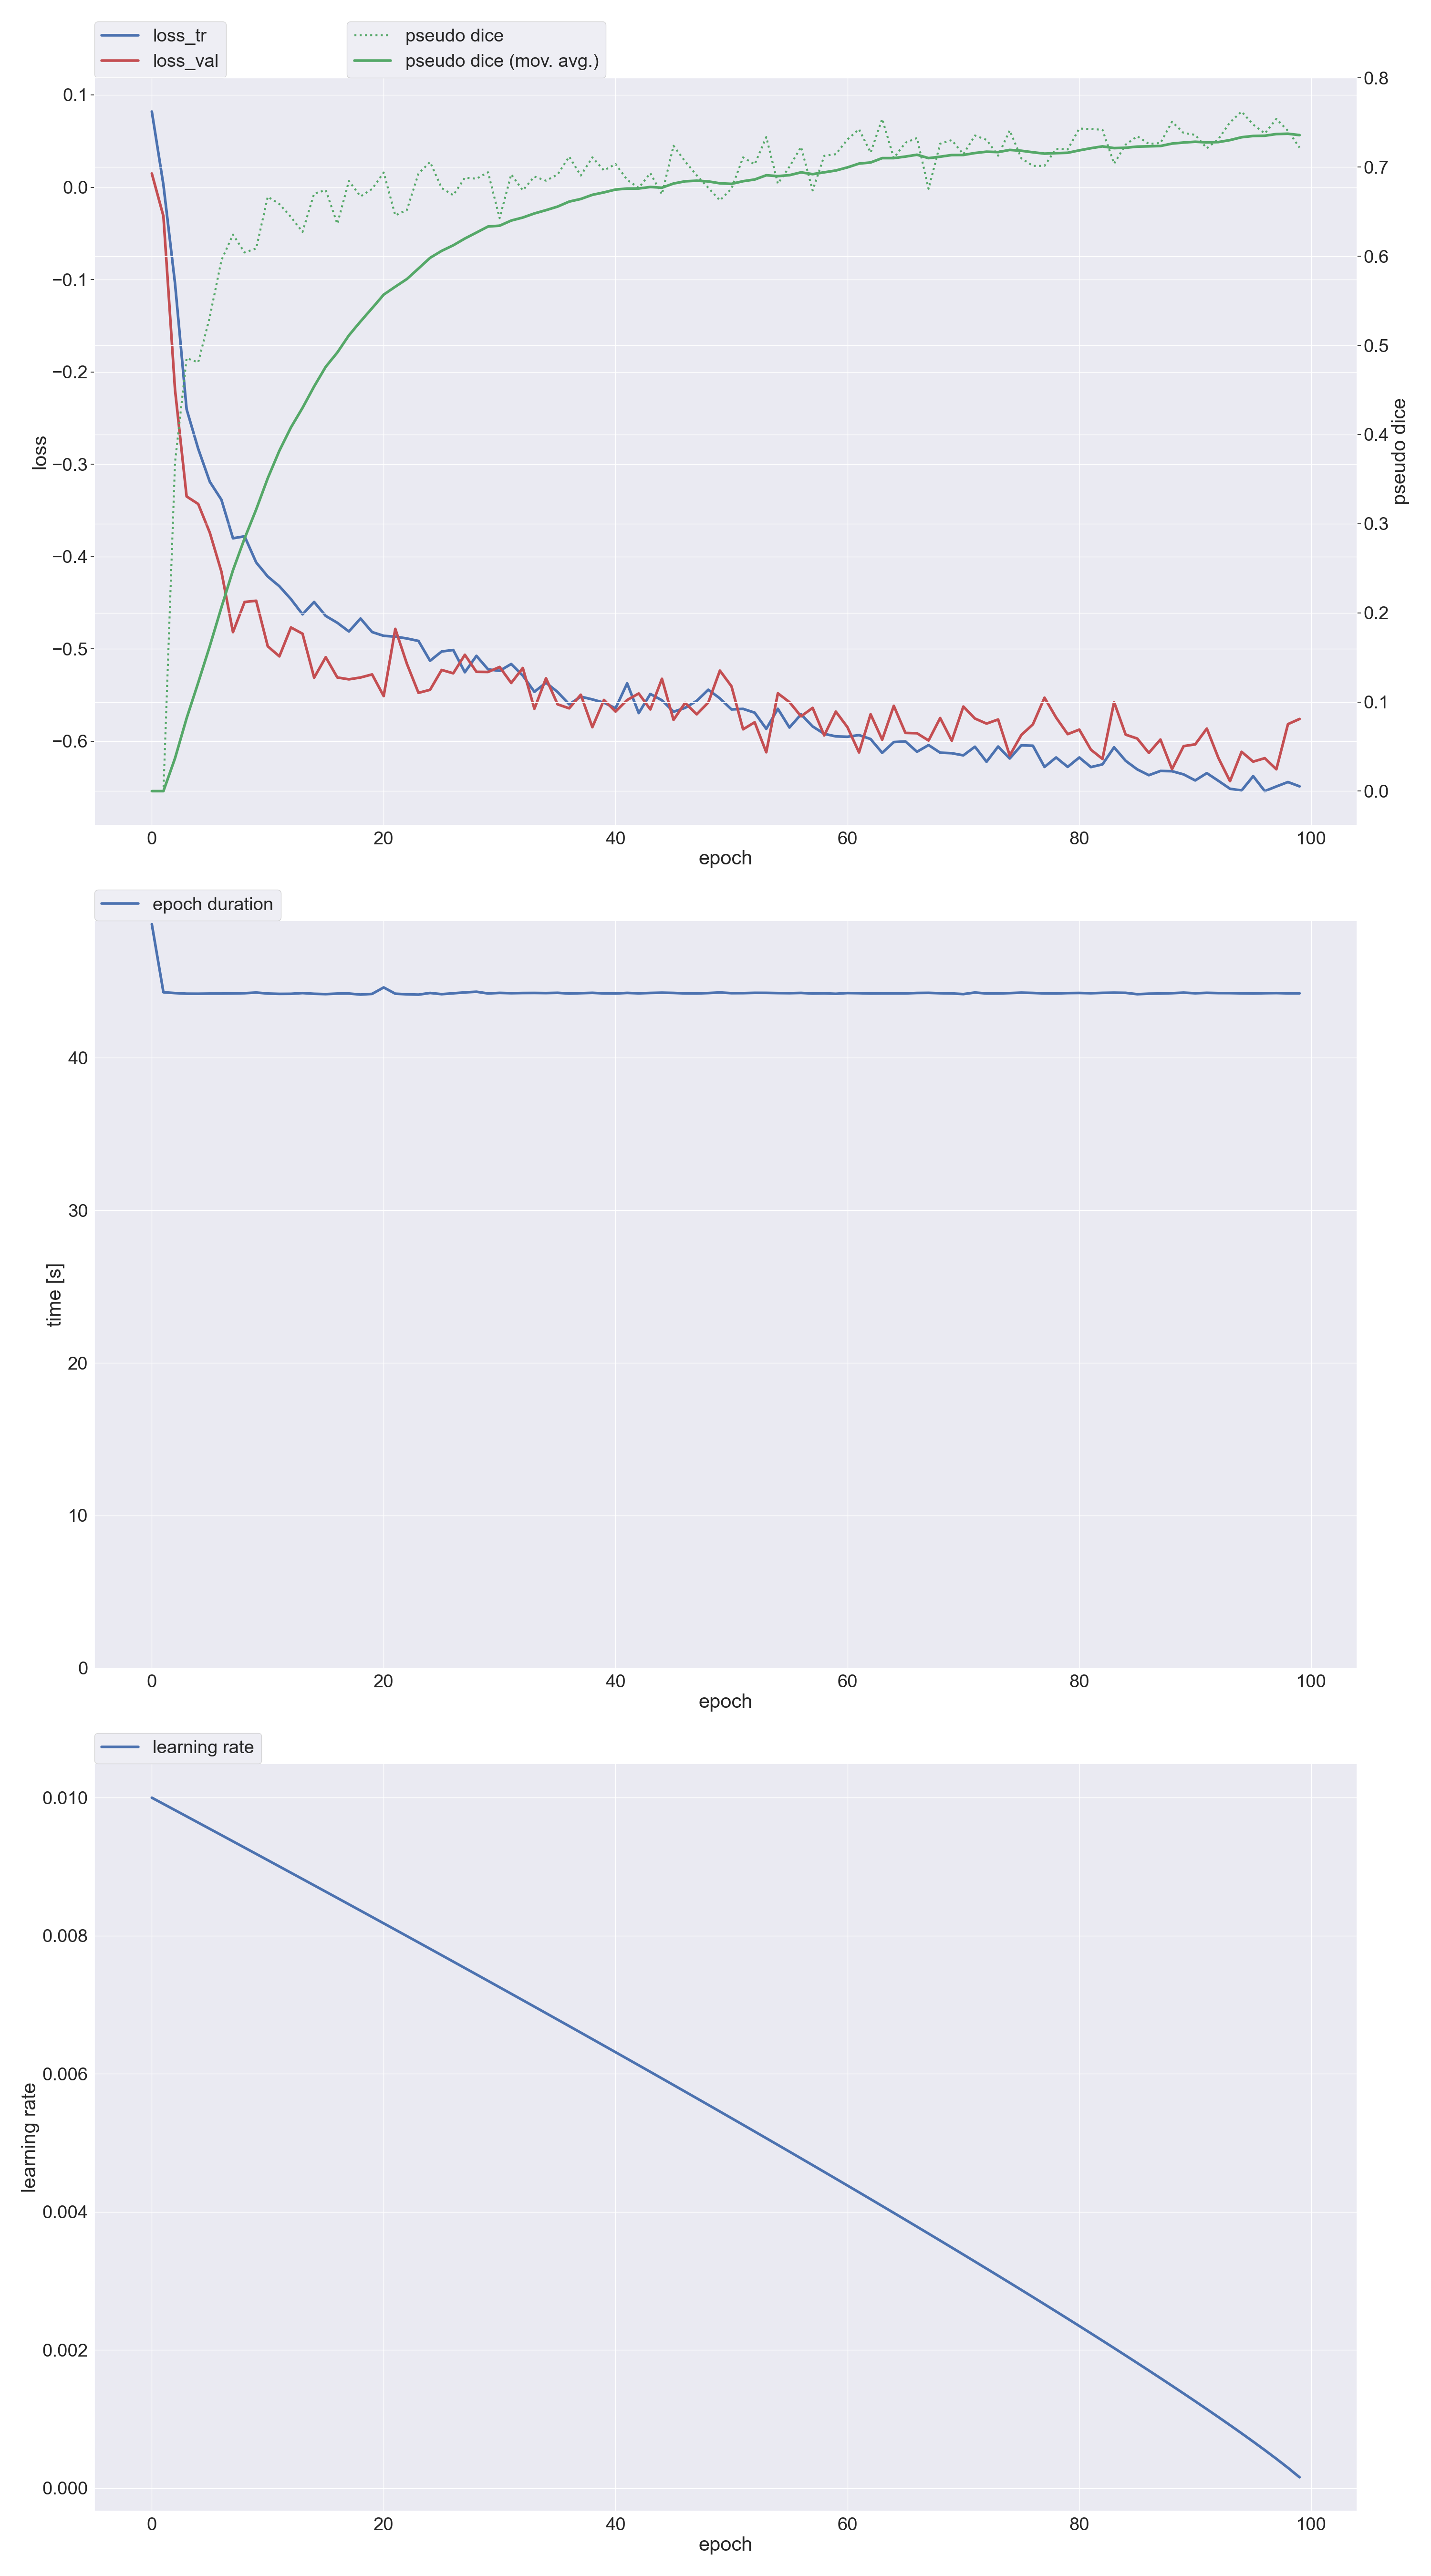 loss_tr
loss_val
pseudo dice
pseudo dice (mov. avg.)
0.1
0.0
−0.1
−0.2
−0.3
−0.4
−0.5
−0.6
loss
0.8
0.7
0.6
0.5
0.4
0.3
0.2
0.1
0.0
pseudo dice
0 20 40 60 80 100
epoch
epoch duration
40
30
20
10
0
time [s]
0 20 40 60 80 100
epoch
learning rate
0.010
0.008
0.006
0.004
0.002
0.000
learning rate
0 20 40 60 80 100
epoch